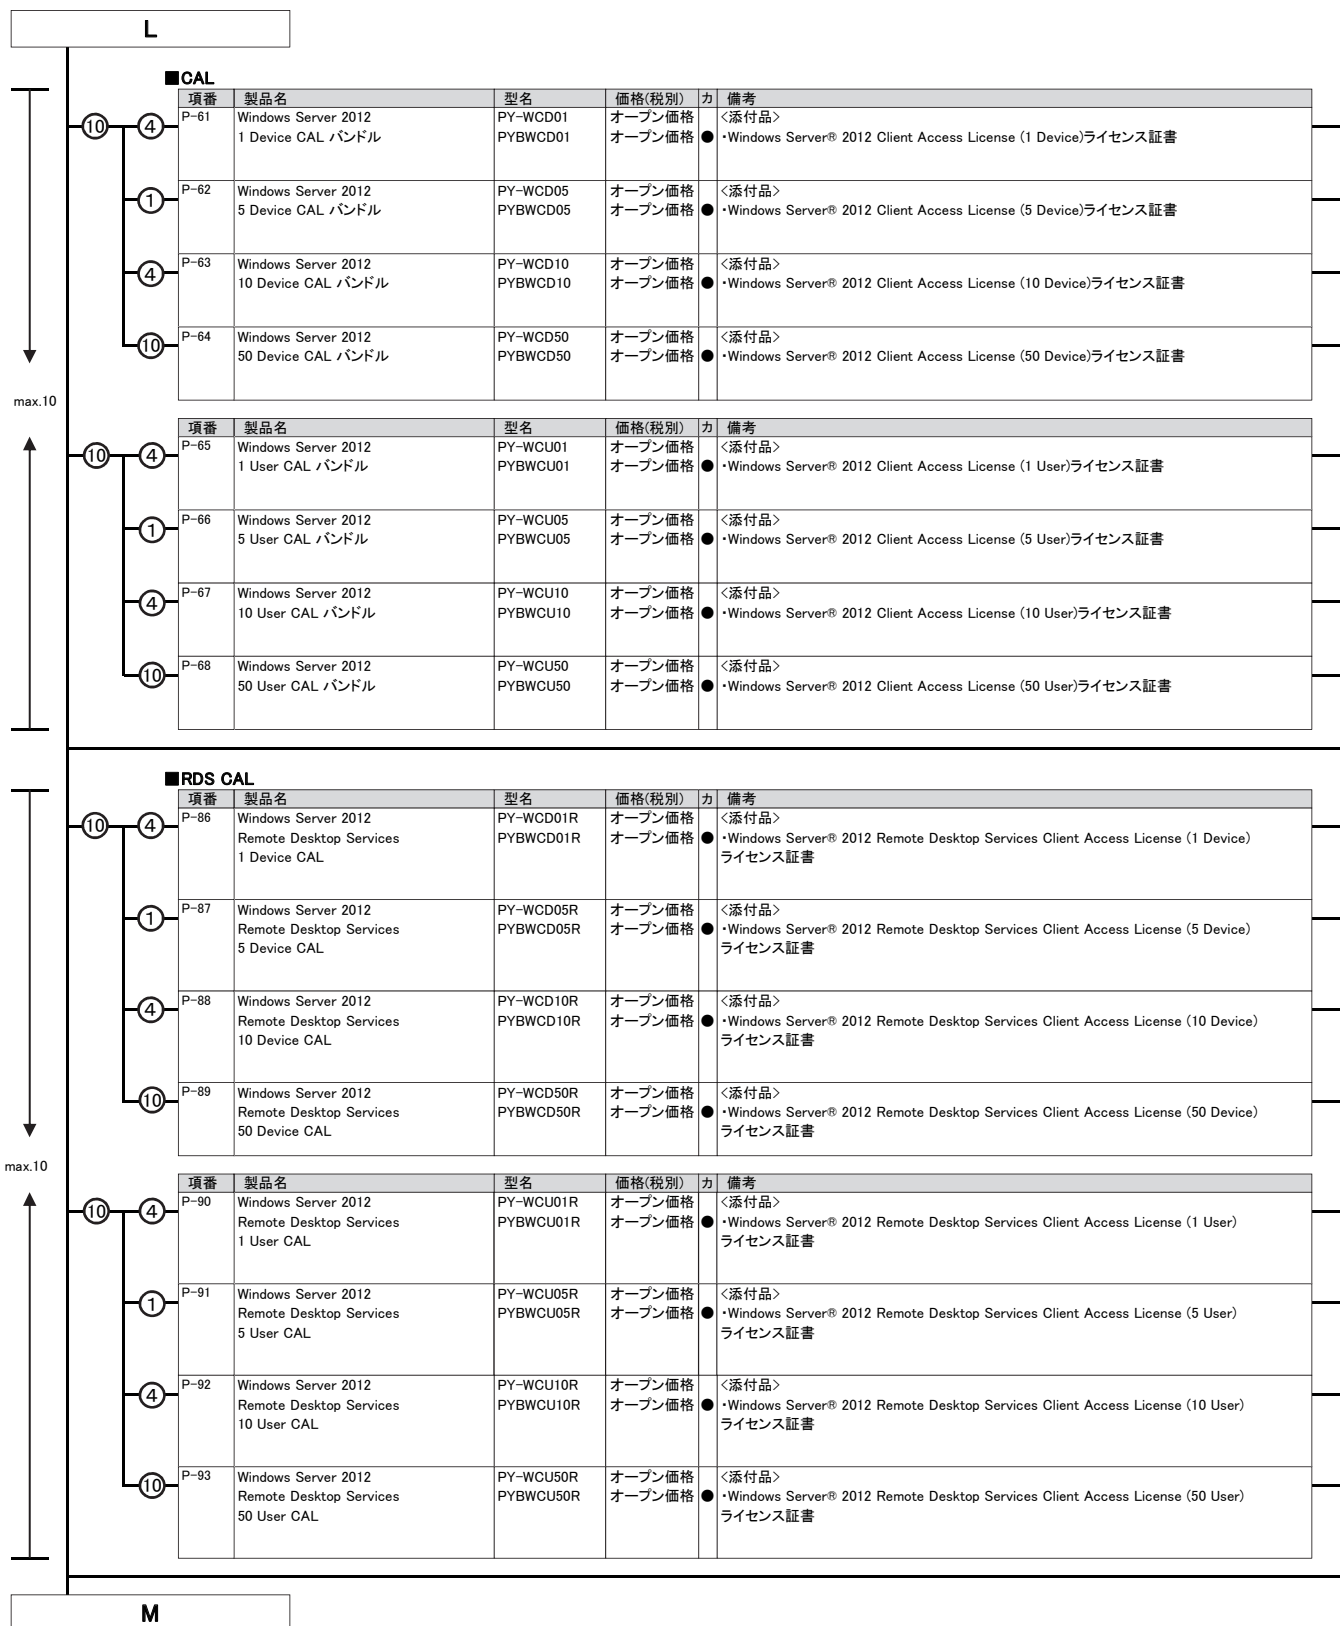 L
■CAL
項番 製品名 型名 価格(税別) カ 備考
⑩ ④ P-61 Windows Server 2012 PY-WCD01 オープン価格 <添付品>
1 Device CAL バンドル PYBWCD01 オープン価格 ● ・Windows Server® 2012 Client Access License (1 Device)ライセンス証書
① P-62 Windows Server 2012 PY-WCD05 オープン価格 <添付品>
5 Device CAL バンドル PYBWCD05 オープン価格 ● ・Windows Server® 2012 Client Access License (5 Device)ライセンス証書
④ P-63 Windows Server 2012 PY-WCD10 オープン価格 <添付品>
10 Device CAL バンドル PYBWCD10 オープン価格 ● ・Windows Server® 2012 Client Access License (10 Device)ライセンス証書
⑩ P-64 Windows Server 2012 PY-WCD50 オープン価格 <添付品>
50 Device CAL バンドル PYBWCD50 オープン価格 ● ・Windows Server® 2012 Client Access License (50 Device)ライセンス証書
max.10
項番 製品名 型名 価格(税別) カ 備考
⑩ ④ P-65 Windows Server 2012 PY-WCU01 オープン価格 <添付品>
1 User CAL バンドル PYBWCU01 オープン価格 ● ・Windows Server® 2012 Client Access License (1 User)ライセンス証書
① P-66 Windows Server 2012 PY-WCU05 オープン価格 <添付品>
5 User CAL バンドル PYBWCU05 オープン価格 ● ・Windows Server® 2012 Client Access License (5 User)ライセンス証書
④ P-67 Windows Server 2012 PY-WCU10 オープン価格 <添付品>
10 User CAL バンドル PYBWCU10 オープン価格 ● ・Windows Server® 2012 Client Access License (10 User)ライセンス証書
⑩ P-68 Windows Server 2012 PY-WCU50 オープン価格 <添付品>
50 User CAL バンドル PYBWCU50 オープン価格 ● ・Windows Server® 2012 Client Access License (50 User)ライセンス証書
■RDS CAL
項番 製品名 型名 価格(税別) カ 備考
⑩ ④ P-86 Windows Server 2012 PY-WCD01R オープン価格 <添付品>
Remote Desktop Services PYBWCD01R オープン価格 ● ・Windows Server® 2012 Remote Desktop Services Client Access License (1 Device)
1 Device CAL ライセンス証書
① P-87 Windows Server 2012 PY-WCD05R オープン価格 <添付品>
Remote Desktop Services PYBWCD05R オープン価格 ● ・Windows Server® 2012 Remote Desktop Services Client Access License (5 Device)
5 Device CAL ライセンス証書
④ P-88 Windows Server 2012 PY-WCD10R オープン価格 <添付品>
Remote Desktop Services PYBWCD10R オープン価格 ● ・Windows Server® 2012 Remote Desktop Services Client Access License (10 Device)
10 Device CAL ライセンス証書
⑩ P-89 Windows Server 2012 PY-WCD50R オープン価格 <添付品>
Remote Desktop Services PYBWCD50R オープン価格 ● ・Windows Server® 2012 Remote Desktop Services Client Access License (50 Device)
50 Device CAL ライセンス証書
max.10
項番 製品名 型名 価格(税別) カ 備考
⑩ ④ P-90 Windows Server 2012 PY-WCU01R オープン価格 <添付品>
Remote Desktop Services PYBWCU01R オープン価格 ● ・Windows Server® 2012 Remote Desktop Services Client Access License (1 User)
1 User CAL ライセンス証書
① P-91 Windows Server 2012 PY-WCU05R オープン価格 <添付品>
Remote Desktop Services PYBWCU05R オープン価格 ● ・Windows Server® 2012 Remote Desktop Services Client Access License (5 User)
5 User CAL ライセンス証書
④ P-92 Windows Server 2012 PY-WCU10R オープン価格 <添付品>
Remote Desktop Services PYBWCU10R オープン価格 ● ・Windows Server® 2012 Remote Desktop Services Client Access License (10 User)
10 User CAL ライセンス証書
⑩ P-93 Windows Server 2012 PY-WCU50R オープン価格 <添付品>
Remote Desktop Services PYBWCU50R オープン価格 ● ・Windows Server® 2012 Remote Desktop Services Client Access License (50 User)
50 User CAL ライセンス証書
M